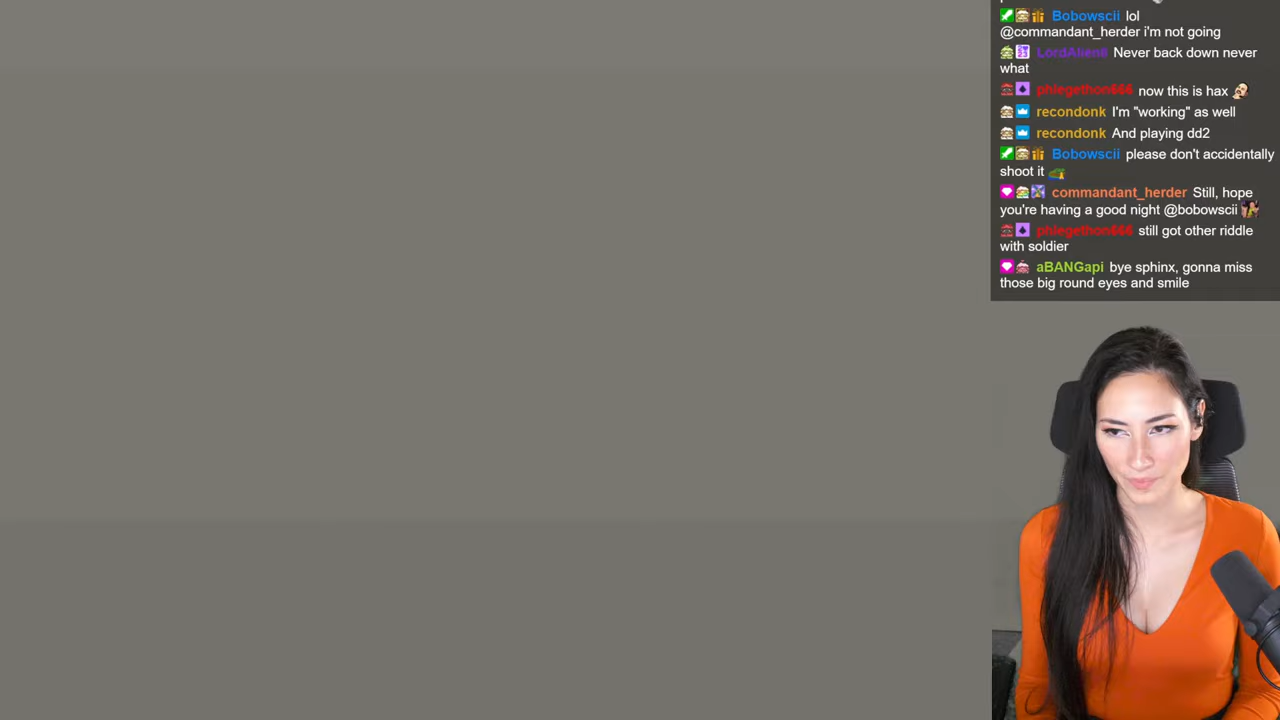 Bobowscii lol
@commandant_herder i'm not going
LordAlien6 Never back down never
what
phlegethon666 now this is hax
recondonk I'm "working" as well
recondonk And playing dd2
Bobowscii please don't accidentally
shoot it
commandant_herder Still, hope
you're having a good night @bobowscii
phlegethon666 still got other riddle
with soldier
aBANGapi bye sphinx, gonna miss
those big round eyes and smile